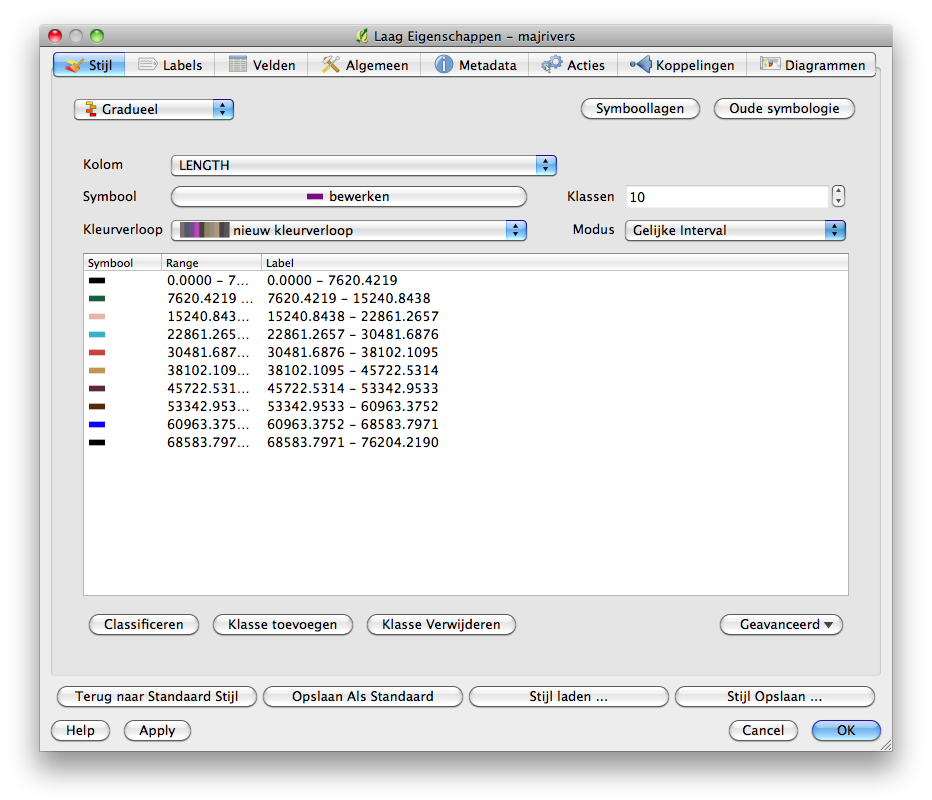 Laag Eigenschappen – majrivers
Stijl Labels Velden Algemeen Metadata Acties Koppelingen Diagrammen
Gradueel Symboollagen Oude symbologie
Kolom LENGTH
Symbool bewerken Klassen 10
Kleurverloop nieuw kleurverloop Modus Gelijke Interval
Symbool Range Label
0.0000 – 7... 0.0000 – 7620.4219
7620.4219 ... 7620.4219 – 15240.8438
15240.843... 15240.8438 – 22861.2657
22861.265... 22861.2657 – 30481.6876
30481.687... 30481.6876 – 38102.1095
38102.109... 38102.1095 – 45722.5314
45722.531... 45722.5314 – 53342.9533
53342.953... 53342.9533 – 60963.3752
60963.375... 60963.3752 – 68583.7971
68583.797... 68583.7971 – 76204.2190
Classificeren Klasse toevoegen Klasse Verwijderen Geavanceerd
Terug naar Standaard Stijl Opslaan Als Standaard Stijl laden ... Stijl Opslaan ...
Help Apply Cancel OK